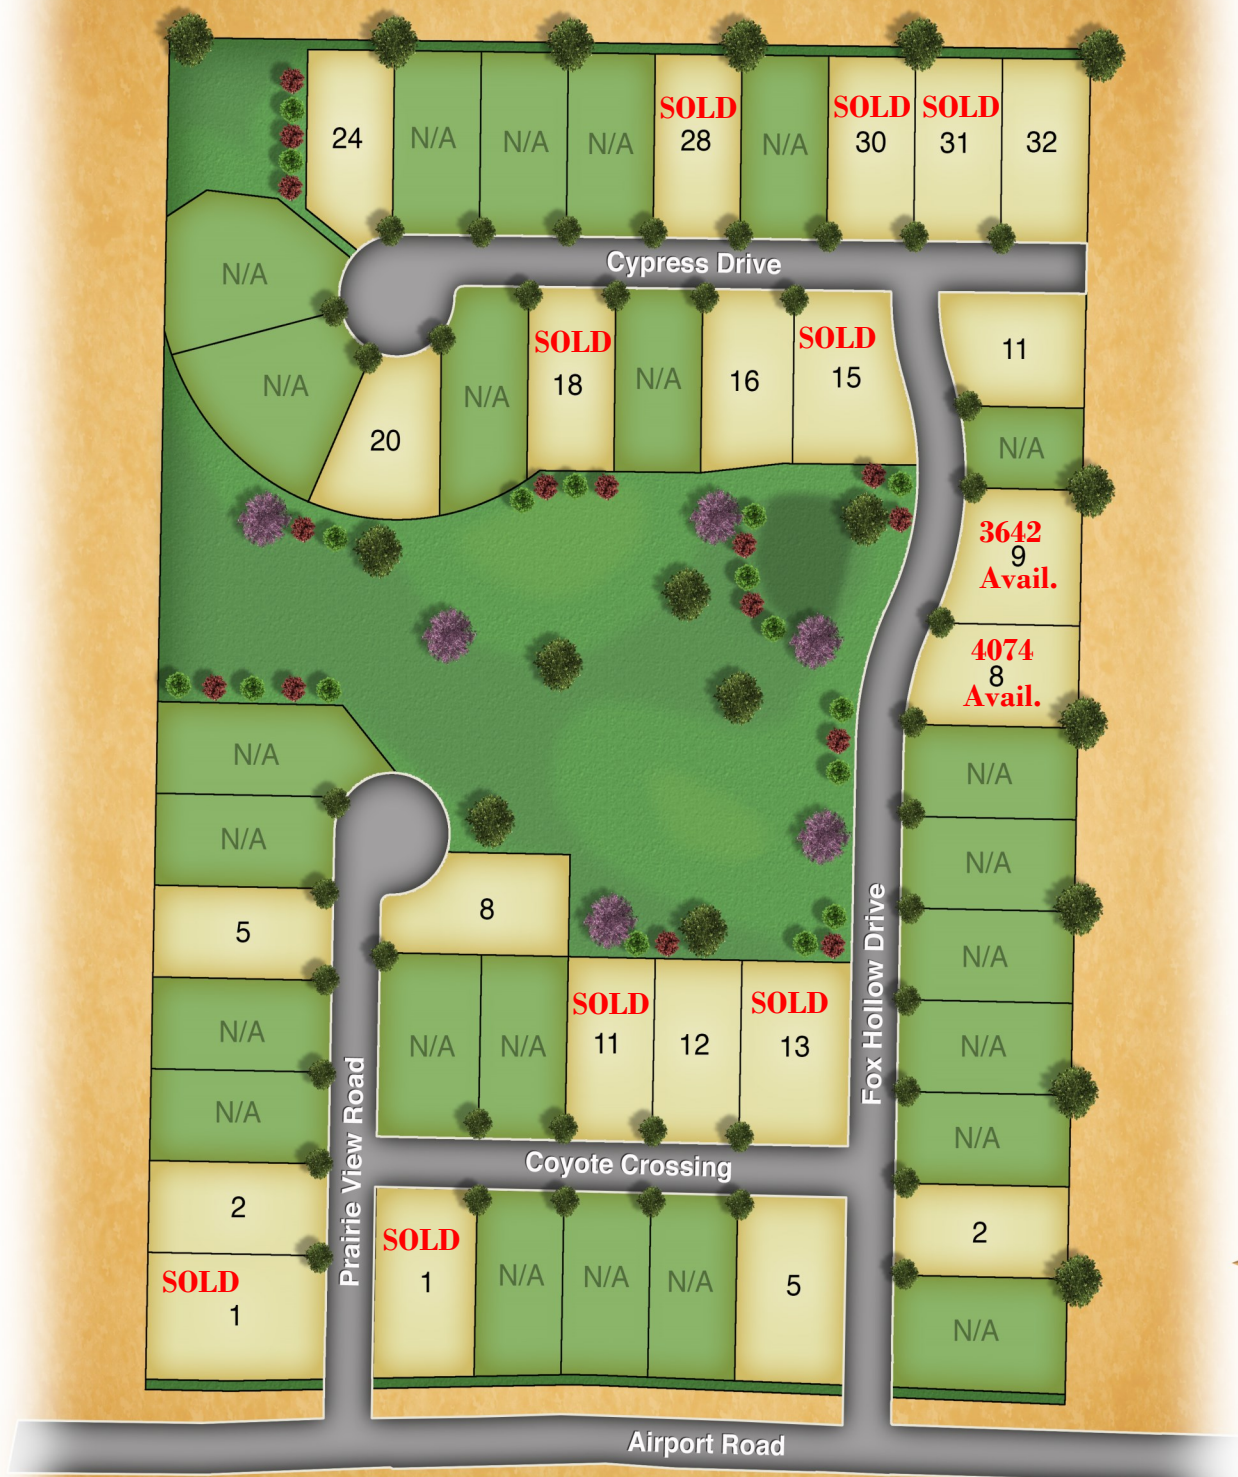 SOLD
SOLD SOLD
24 N/A N/A N/A 28 N/A 30 31 32
N/A
Cypress Drive
SOLD
SOLD
11
N/A
N/A
18
N/A
16
15
20
N/A
3642
9
Avail.
4074
8
Avail.
N/A
N/A
N/A
N/A
N/A
8
5
N/A
SOLD
SOLD
N/A
N/A
N/A
11
12
13
N/A
Fox Hollow Drive
N/A
N/A
Prairie View Road
Coyote Crossing
2
2
SOLD
1
N/A
N/A
N/A
5
SOLD
1
N/A
Airport Road